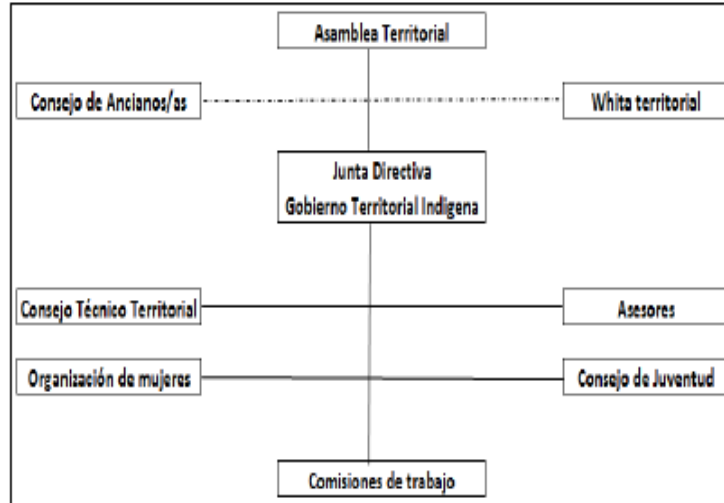 Asamblea Territorial
Consejo de Ancianos/as
Whita territorial
Junta Directiva
Gobierno Territorial Indigena
Consejo Técnico Territorial
Asesores
Organización de mujeres
Consejo de Juventud
Comisiones de trabajo